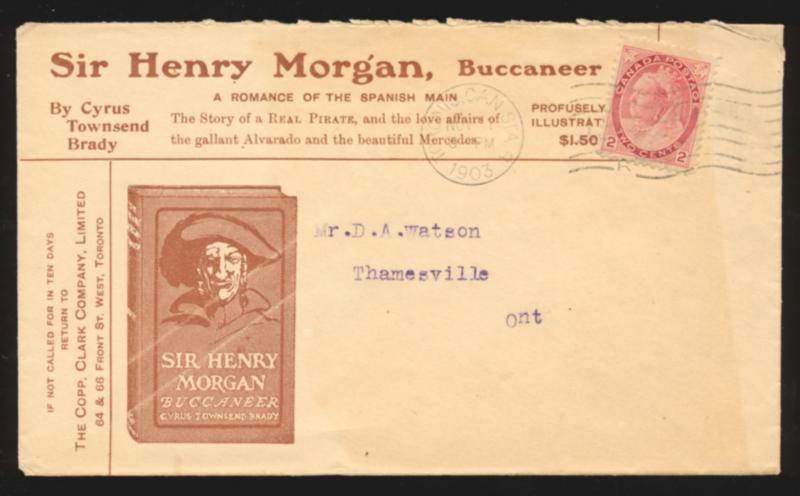 Sir Henry Morgan, Buccaneer
A ROMANCE OF THE SPANISH MAIN
By Cyrus
Townsend
Brady
The Story of a REAL PIRATE, and the love affairs of
the gallant Alvarado and the beautiful Mercedes.
PROFUSELY
ILLUSTRAT
$1.50
CANADA POSTAGE
TWO CENTS
2 2
CAN
NOV
PM
1903
IF NOT CALLED FOR IN TEN DAYS
RETURN TO
THE COPP, CLARK COMPANY, LIMITED
64 & 66 FRONT ST. WEST, TORONTO
SIR HENRY
MORGAN
BUCCANEER
CYRUS TOWNSEND BRADY
Mr.D.A.Watson
Thamesville
Ont